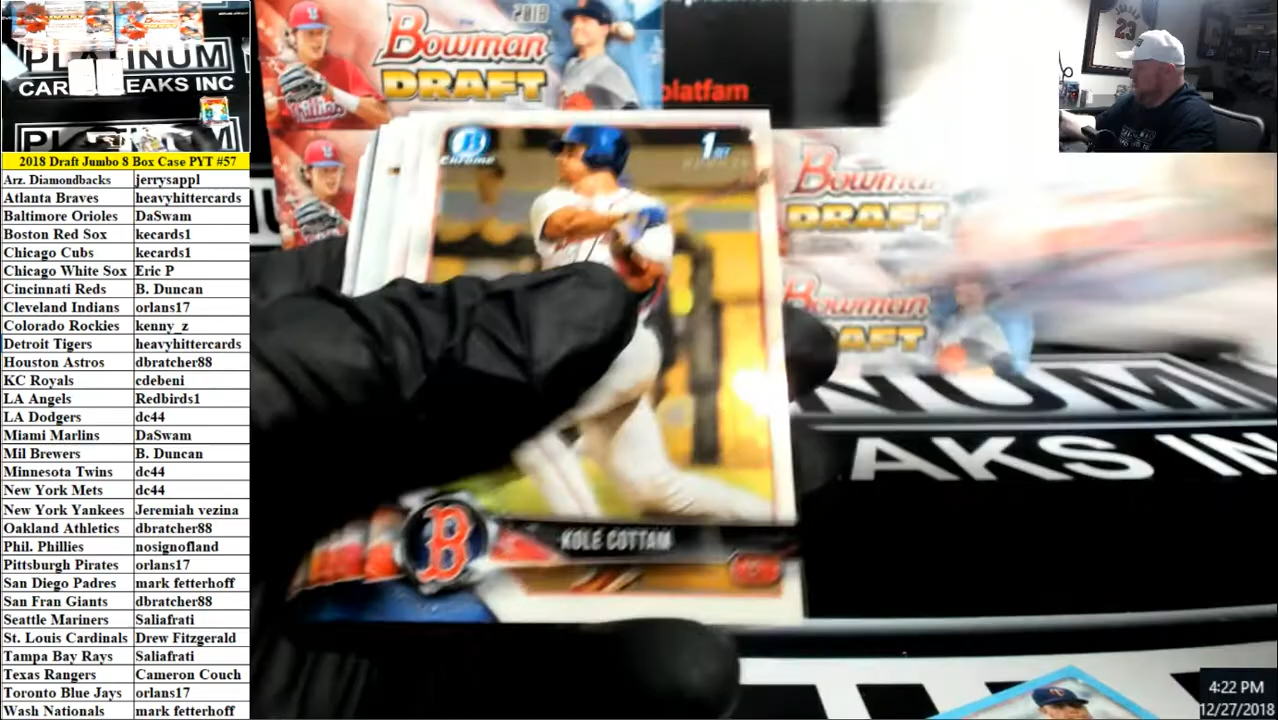 PLATINUM
CARD BREAKS INC
PLATINUM
2018 Draft Jumbo 8 Box Case PYT #57
Arz. Diamondbacks jerrysappl
Atlanta Braves heavyhittercards
Baltimore Orioles DaSwam
Boston Red Sox kecards1
Chicago Cubs kecards1
Chicago White Sox Eric P
Cincinnati Reds B. Duncan
Cleveland Indians orlans17
Colorado Rockies kenny_z
Detroit Tigers heavyhittercards
Houston Astros dbratcher88
KC Royals cdebeni
LA Angels Redbirds1
LA Dodgers dc44
Miami Marlins DaSwam
Mil Brewers B. Duncan
Minnesota Twins dc44
New York Mets dc44
New York Yankees Jeremiah vezina
Oakland Athletics dbratcher88
Phil. Phillies nosignofland
Pittsburgh Pirates orlans17
San Diego Padres mark fetterhoff
San Fran Giants dbratcher88
Seattle Mariners Saliafrati
St. Louis Cardinals Drew Fitzgerald
Tampa Bay Rays Saliafrati
Texas Rangers Cameron Couch
Toronto Blue Jays orlans17
Wash Nationals mark fetterhoff
2018
Bowman
DRAFT
Phillies
platfam
Chrome
1st
B
KOLE COTTAM
Bowman
DRAFT
Bowman
DRAFT
NUM
AKS IN
23
4:22 PM
12/27/2018